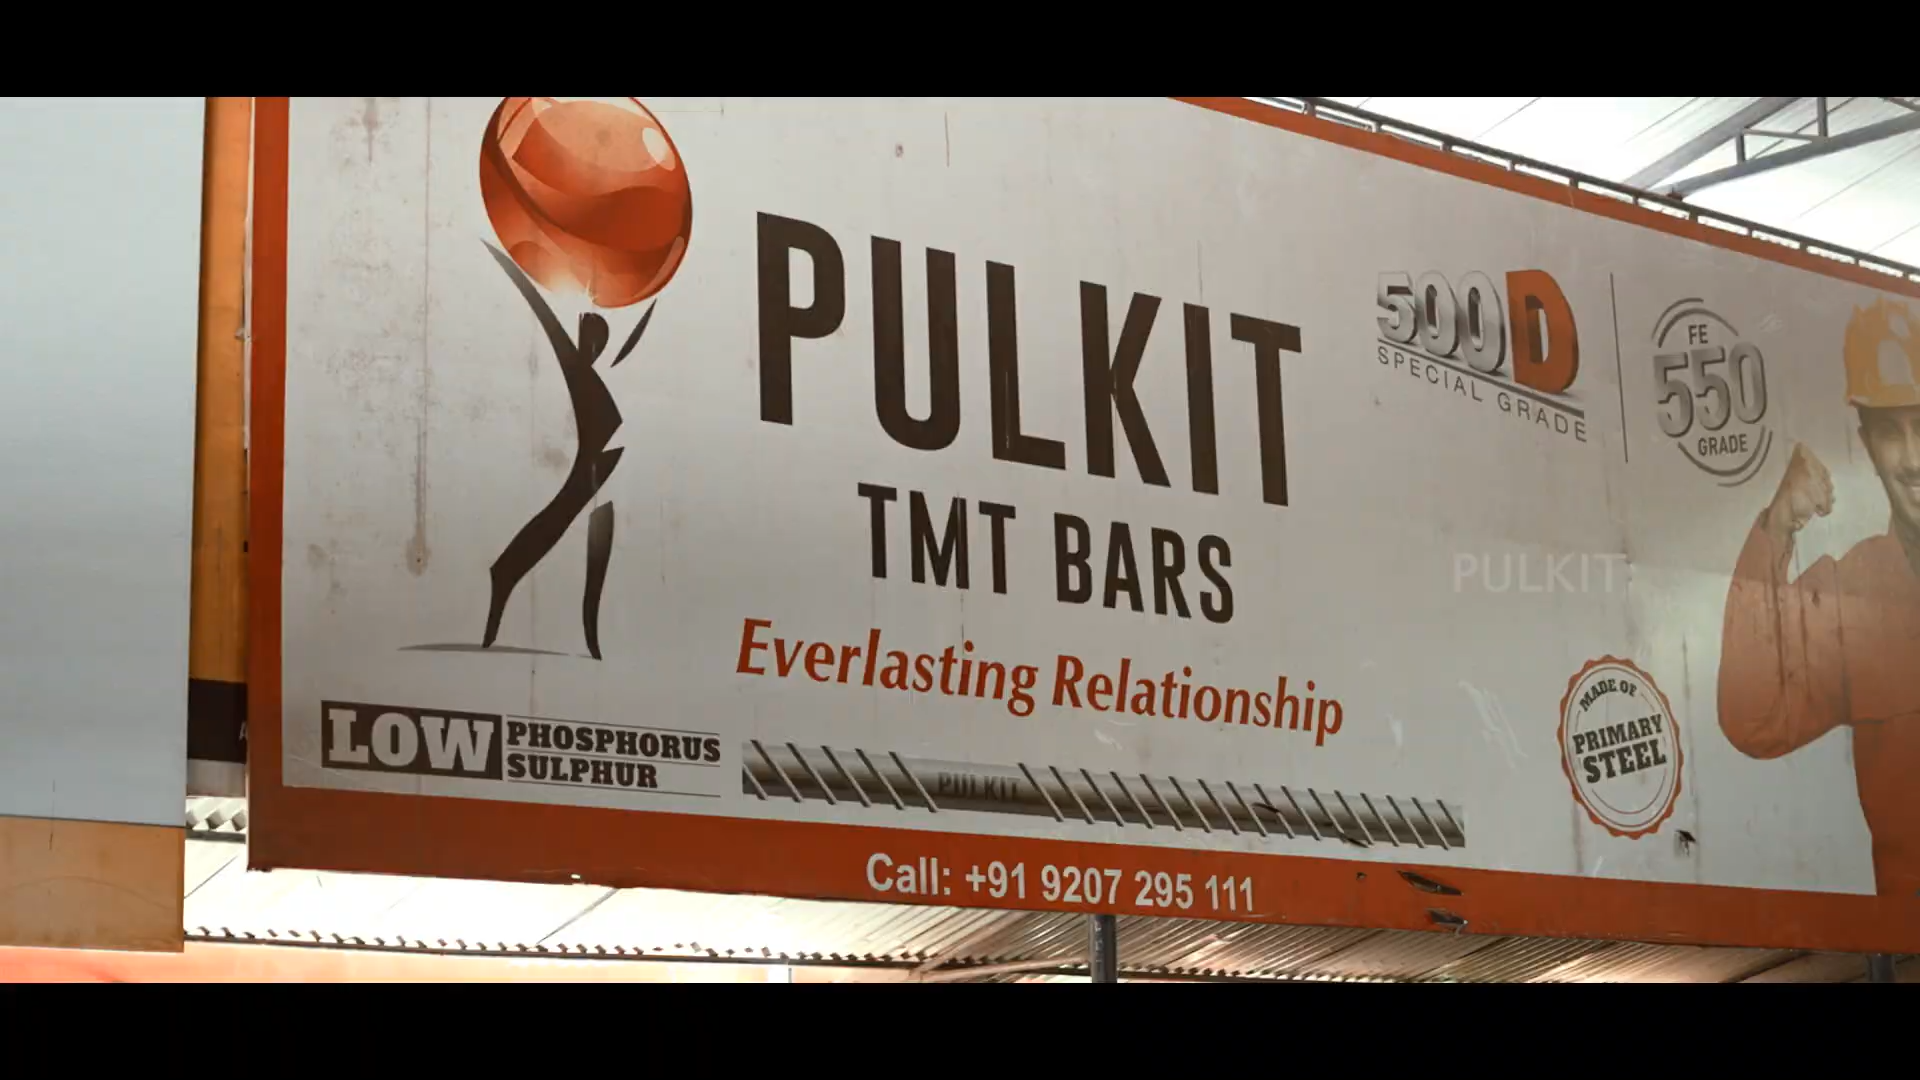 PULKIT
TMT BARS
Everlasting Relationship
500D
SPECIAL GRADE
FE
550
GRADE
PULKIT
MADE OF
PRIMARY
STEEL
LOW PHOSPHORUS
SULPHUR
PULKIT
Call: +91 9207 295 111